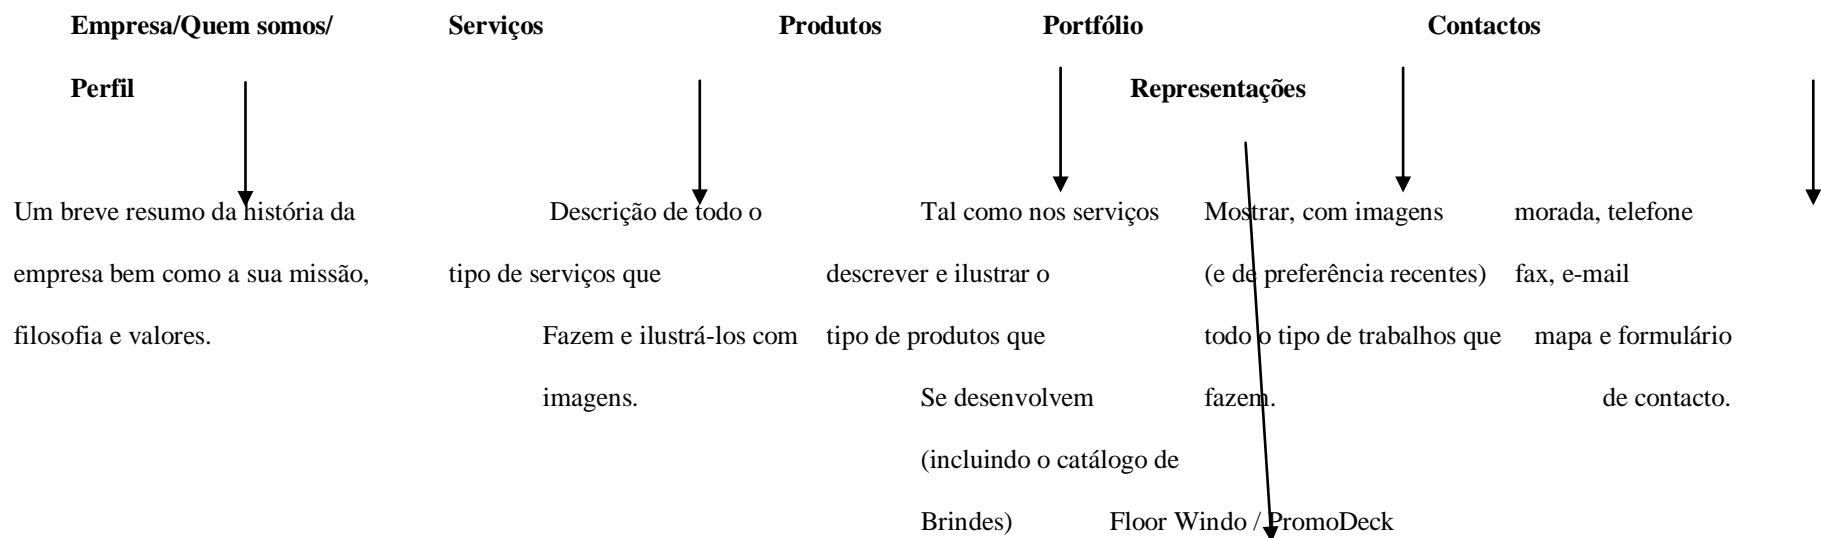 Empresa/Quem somos/ Serviços Produtos Portfólio Contactos
Perfil Representações
Um breve resumo da história da Descrição de todo o Tal como nos serviços Mostrar, com imagens morada, telefone
empresa bem como a sua missão, tipo de serviços que descrever e ilustrar o (e de preferência recentes) fax, e-mail
filosofia e valores. Fazem e ilustrá-los com tipo de produtos que todo o tipo de trabalhos que mapa e formulário
imagens. Se desenvolvem fazem. de contacto.
(incluindo o catálogo de
Brindes) Floor Windo / PromoDeck